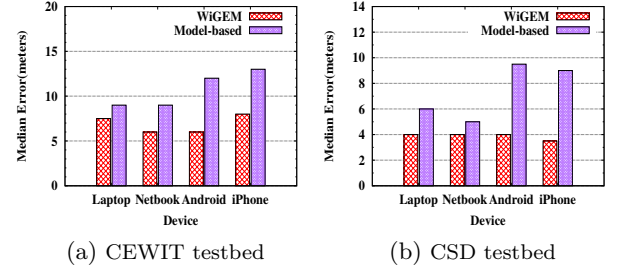 WiGEM
Model-based
20
15
10
5
0
Median Error(meters)
Laptop Netbook Android iPhone
Device
(a) CEWIT testbed
WiGEM
Model-based
14
12
10
8
6
4
2
0
Median Error(meters)
Laptop Netbook Android iPhone
Device
(b) CSD testbed